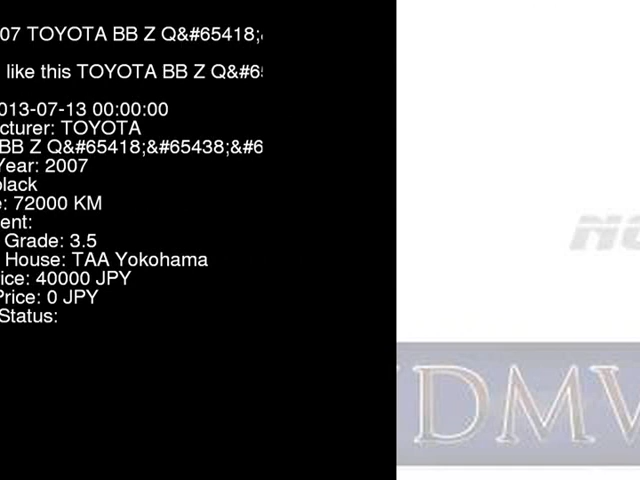 07 TOYOTA BB Z Q&#65418;
like this TOYOTA BB Z Q&#6
013-07-13 00:00:00
cturer: TOYOTA
BB Z Q&#65418;&#65438;&#6
Year: 2007
black
: 72000 KM
ent:
Grade: 3.5
House: TAA Yokohama
ice: 40000 JPY
Price: 0 JPY
Status:
NO
DMV